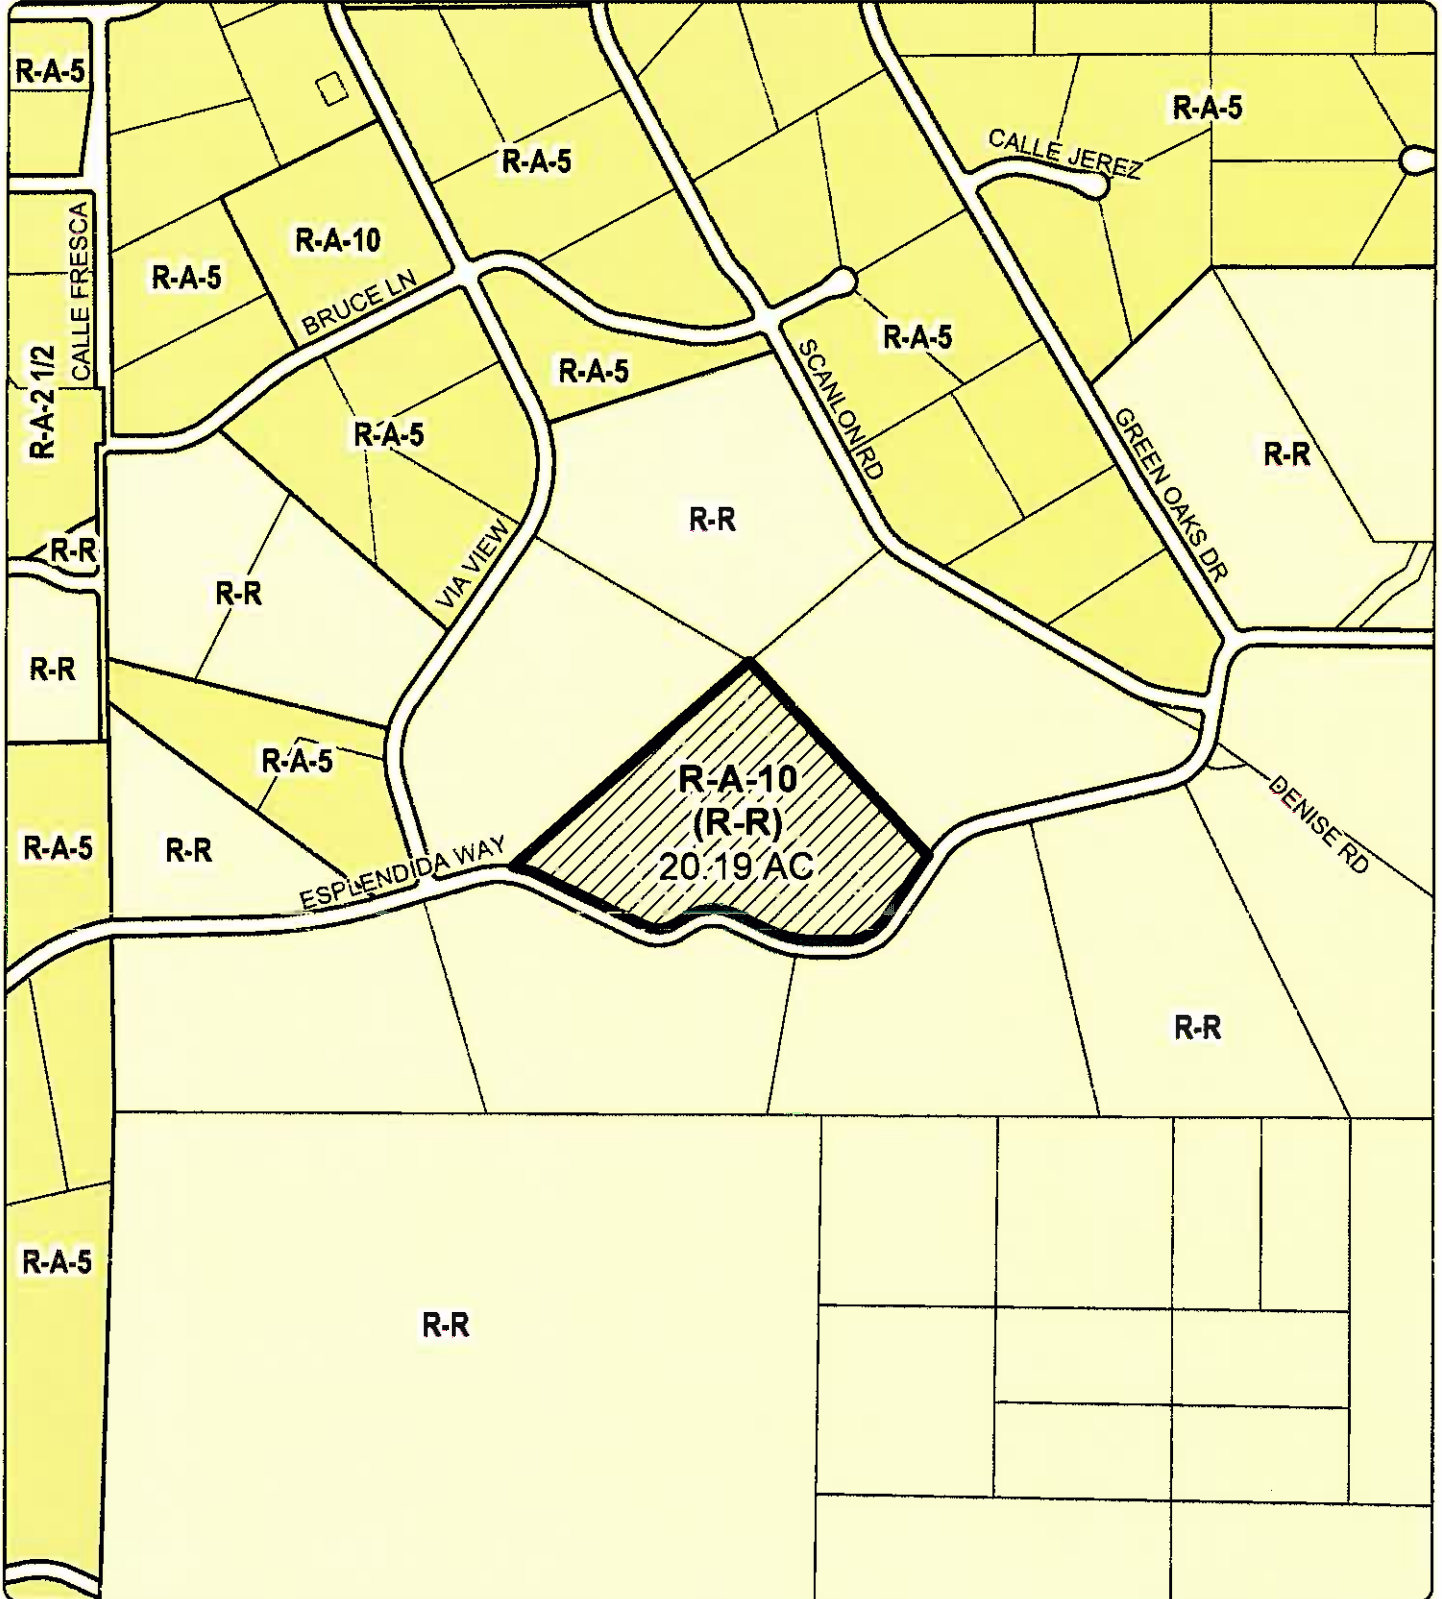 R-A-5
R-A-5
CALLE JEREZ
R-A-5
CALLE FRESCA
R-A-10
R-A-5
BRUCE LN
R-A-5
R-A-5
SCANLON RD
R-A-2 1/2
R-A-5
GREEN OAKS DR
R-R
R-R
R-R
VIA VIEW
R-R
R-R
R-A-5
R-A-10
(R-R)
20.19 AC
DENISE RD
R-A-5
R-R
ESPLENDIDA WAY
R-R
R-A-5
R-R